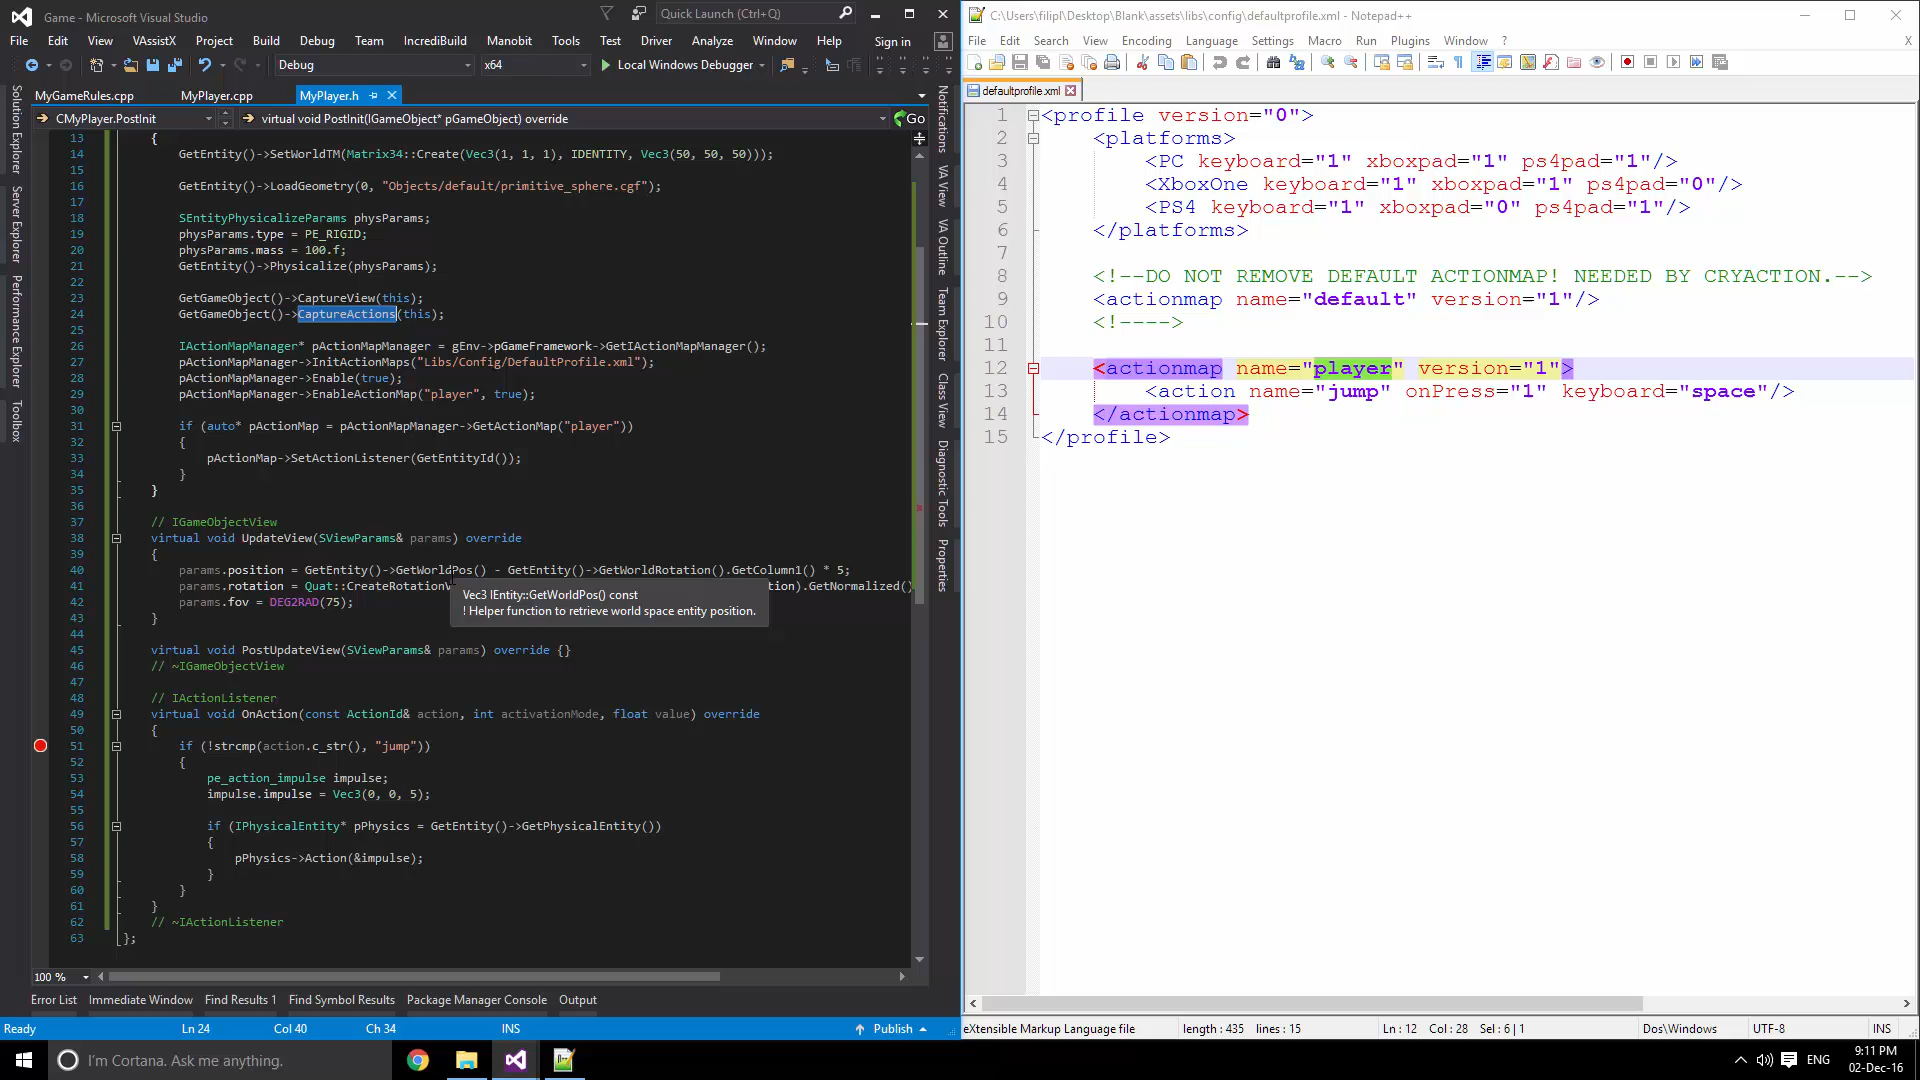 Game - Microsoft Visual Studio
Quick Launch (Ctrl+Q)
File Edit View VAssistX Project Build Debug Team IncrediBuild Manobit Tools Test Driver Analyze Window Help Sign in
Debug x64 Local Windows Debugger
MyGameRules.cpp MyPlayer.cpp MyPlayer.h
CMyPlayer.PostInit virtual void PostInit(IGameObject* pGameObject) override Go
Solution Explorer
Server Explorer
Performance Explorer
Toolbox
13 {
14 GetEntity()->SetWorldTM(Matrix34::Create(Vec3(1, 1, 1), IDENTITY, Vec3(50, 50, 50)));
15
16 GetEntity()->LoadGeometry(0, "Objects/default/primitive_sphere.cgf");
17
18 SEntityPhysicalizeParams physParams;
19 physParams.type = PE_RIGID;
20 physParams.mass = 100.f;
21 GetEntity()->Physicalize(physParams);
22
23 GetGameObject()->CaptureView(this);
24 GetGameObject()->CaptureActions(this);
25
26 IActionMapManager* pActionMapManager = gEnv->pGameFramework->GetIActionMapManager();
27 pActionMapManager->InitActionMaps("Libs/Config/DefaultProfile.xml");
28 pActionMapManager->Enable(true);
29 pActionMapManager->EnableActionMap("player", true);
30
31 if (auto* pActionMap = pActionMapManager->GetActionMap("player"))
32 {
33 pActionMap->SetActionListener(GetEntityId());
34 }
35 }
36
37 // IGameObjectView
38 virtual void UpdateView(SViewParams& params) override
39 {
40 params.position = GetEntity()->GetWorldPos() - GetEntity()->GetWorldRotation().GetColumn1() * 5;
41 params.rotation = Quat::CreateRotationV tion).GetNormalized()
Vec3 IEntity::GetWorldPos() const
! Helper function to retrieve world space entity position.
42 params.fov = DEG2RAD(75);
43 }
44
45 virtual void PostUpdateView(SViewParams& params) override {}
46 // ~IGameObjectView
47
48 // IActionListener
49 virtual void OnAction(const ActionId& action, int activationMode, float value) override
50 {
51 if (!strcmp(action.c_str(), "jump"))
52 {
53 pe_action_impulse impulse;
54 impulse.impulse = Vec3(0, 0, 5);
55
56 if (IPhysicalEntity* pPhysics = GetEntity()->GetPhysicalEntity())
57 {
58 pPhysics->Action(&impulse);
59 }
60 }
61 }
62 // ~IActionListener
63 };
Notifications
VA View
VA Outline
Team Explorer
Class View
Diagnostic Tools
Properties
100 %
Error List Immediate Window Find Results 1 Find Symbol Results Package Manager Console Output
Ready Ln 24 Col 40 Ch 34 INS Publish
C:\Users\filipl\Desktop\Blank\assets\libs\config\defaultprofile.xml - Notepad++
File Edit Search View Encoding Language Settings Macro Run Plugins Window ? X
defaultprofile.xml
1 <profile version="0">
2 <platforms>
3 <PC keyboard="1" xboxpad="1" ps4pad="1"/>
4 <XboxOne keyboard="1" xboxpad="1" ps4pad="0"/>
5 <PS4 keyboard="1" xboxpad="0" ps4pad="1"/>
6 </platforms>
7
8 <!--DO NOT REMOVE DEFAULT ACTIONMAP! NEEDED BY CRYACTION.-->
9 <actionmap name="default" version="1"/>
10 <!---->
11
12 <actionmap name="player" version="1">
13 <action name="jump" onPress="1" keyboard="space"/>
14 </actionmap>
15 </profile>
eXtensible Markup Language file length : 435 lines : 15 Ln : 12 Col : 28 Sel : 6 | 1 Dos\Windows UTF-8 INS
I'm Cortana. Ask me anything.
ENG
9:11 PM
02-Dec-16